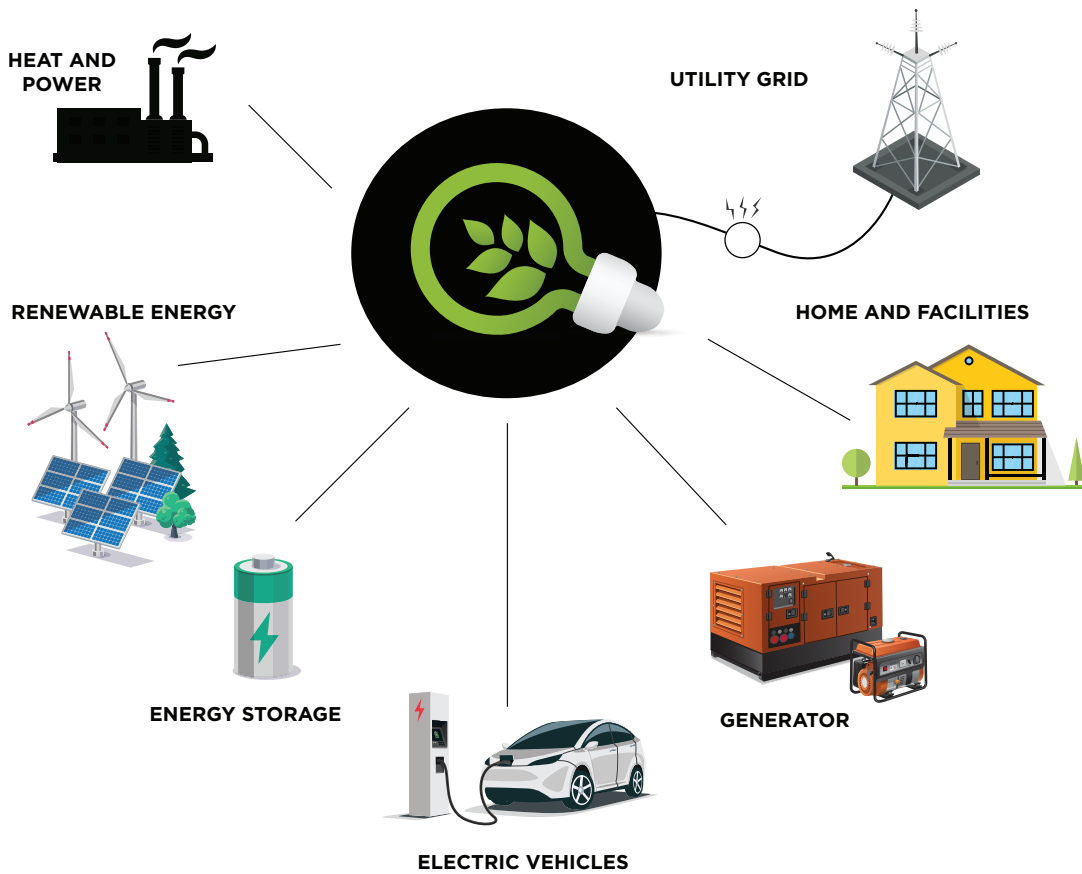 HEAT AND
POWER
UTILITY GRID
RENEWABLE ENERGY
HOME AND FACILITIES
ENERGY STORAGE
GENERATOR
ELECTRIC VEHICLES